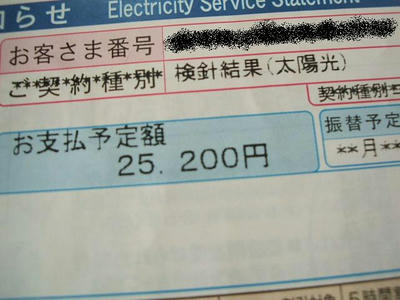 らせ Electricity Service Statement
お客さま番号
ご契約種別 検針結果(太陽光)
契約種別
お支払予定額
振替予定
25.200円
**月**